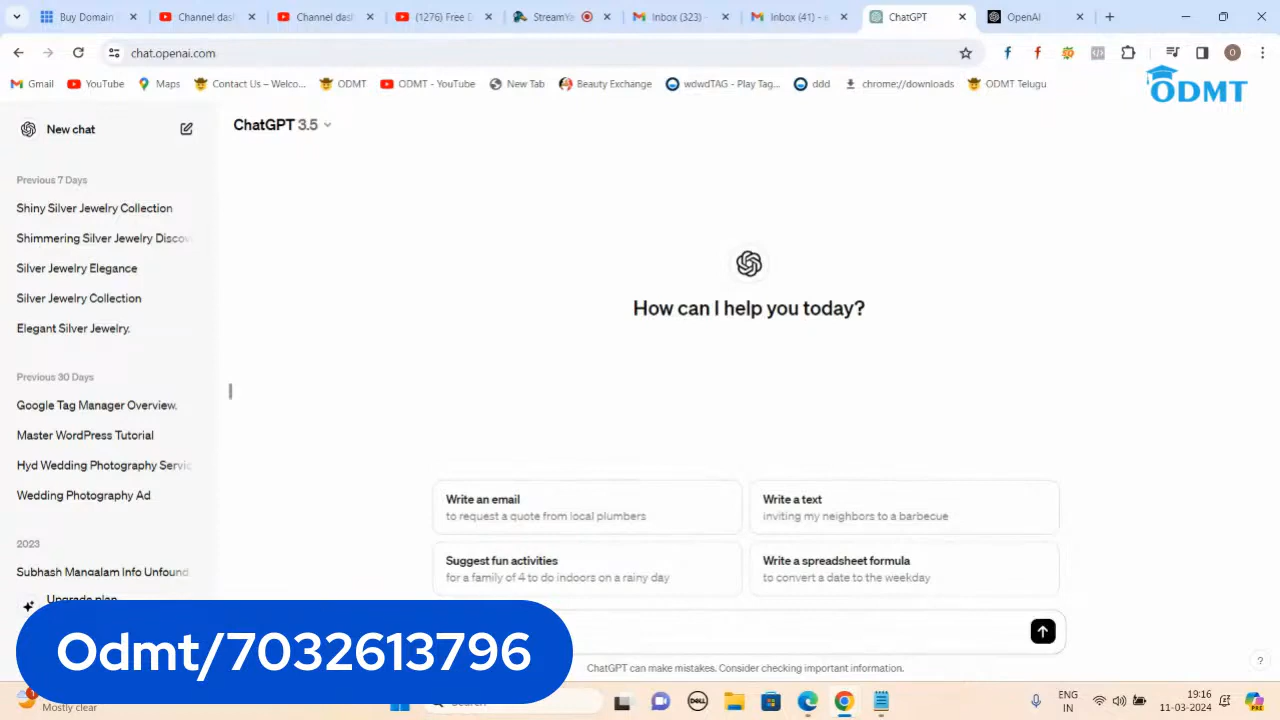 Buy Domain
Channel das
Channel das
(1276) Free D
StreamYa
Inbox (323) -
Inbox (41) - e
ChatGPT
OpenAI
chat.openai.com
Gmail
YouTube
Maps
Contact Us – Welco...
ODMT
ODMT - YouTube
New Tab
Beauty Exchange
wdwdTAG - Play Tag...
ddd
chrome://downloads
ODMT Telugu
ODMT
New chat
ChatGPT 3.5
Previous 7 Days
Shiny Silver Jewelry Collection
Shimmering Silver Jewelry Discov
Silver Jewelry Elegance
Silver Jewelry Collection
Elegant Silver Jewelry.
Previous 30 Days
Google Tag Manager Overview.
Master WordPress Tutorial
Hyd Wedding Photography Servic
Wedding Photography Ad
2023
Subhash Mangalam Info Unfound.
Upgrade plan
How can I help you today?
Write an email
to request a quote from local plumbers
Write a text
inviting my neighbors to a barbecue
Suggest fun activities
for a family of 4 to do indoors on a rainy day
Write a spreadsheet formula
to convert a date to the weekday
ChatGPT can make mistakes. Consider checking important information.
?
Odmt/7032613796
Mostly clear
Search
DELL
ENG
IN
19:16
11-03-2024